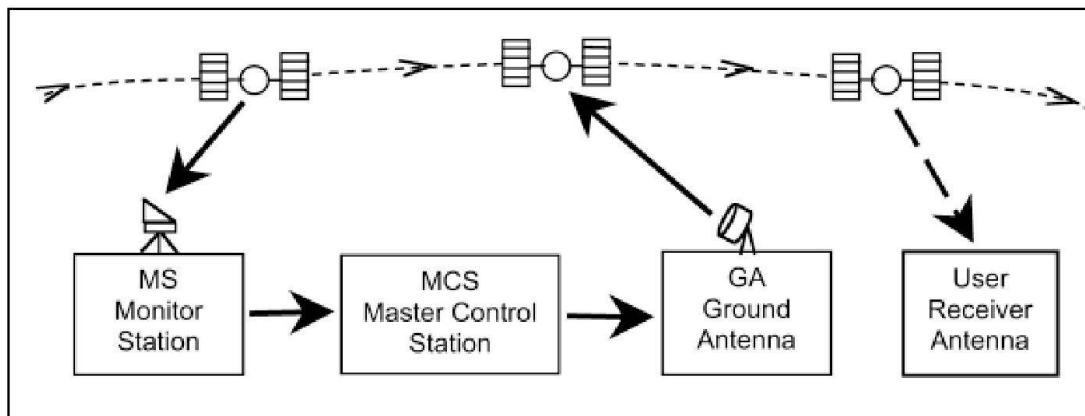 MS
Monitor
Station
MCS
Master Control
Station
GA
Ground
Antenna
User
Receiver
Antenna